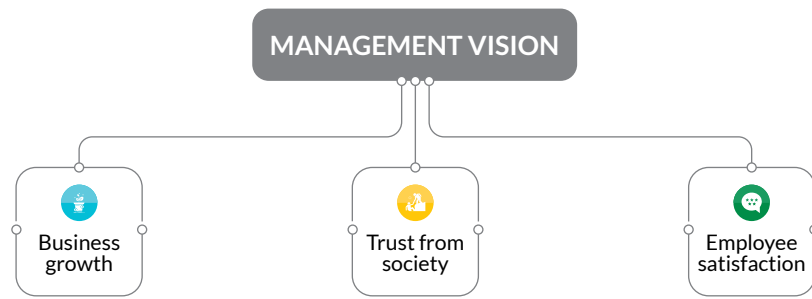 MANAGEMENT VISION
Business
growth
Trust from
society
Employee
satisfaction